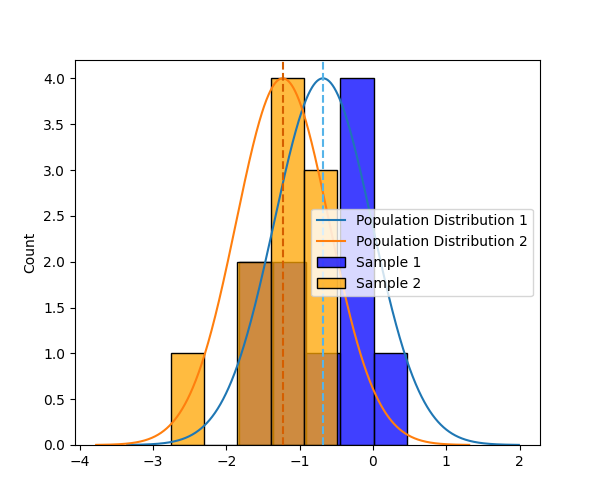 4.0
3.5
3.0
2.5
2.0
1.5
1.0
0.5
0.0
Count
Population Distribution 1
Population Distribution 2
Sample 1
Sample 2
−4 −3 −2 −1 0 1 2